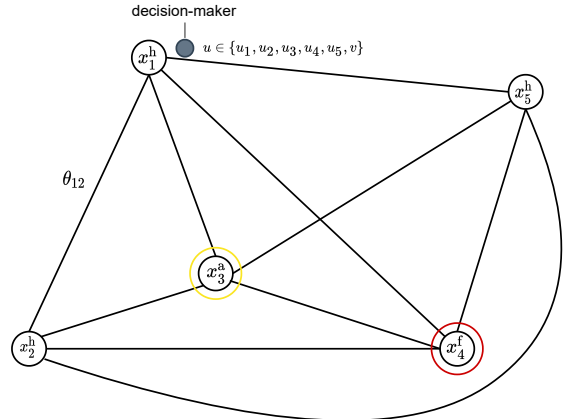 decision-maker
u ∈ {u₁, u₂, u₃, u₄, u₅, v}
x₁ʰ
x₅ʰ
θ₁₂
x₃ᵃ
x₂ʰ
x₄ᶠ